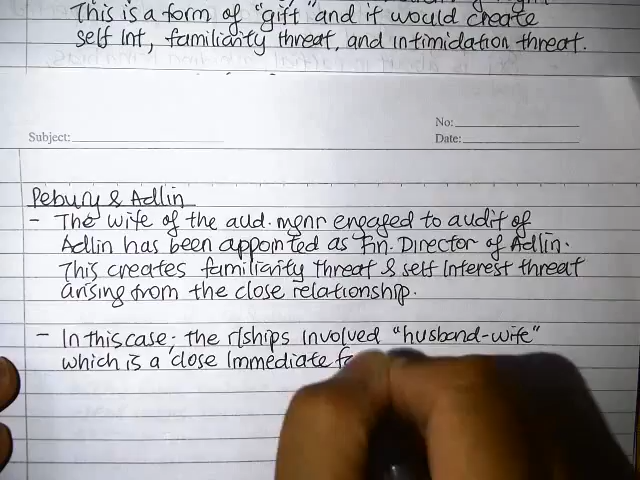 This is a form of "gift" and it would create
self Int, familiarity threat, and intimidation threat.
No:
Subject:
Date:
Pebury & Adlin
- The wife of the aud. mgnr engaged to audit of
Adlin has been appointed as Fin. Director of Adlin.
This creates familiarity threat & self Interest threat
arising from the close relationship.
- In this case; the r/ships involved "husband-wife"
which is a close Immediate fa